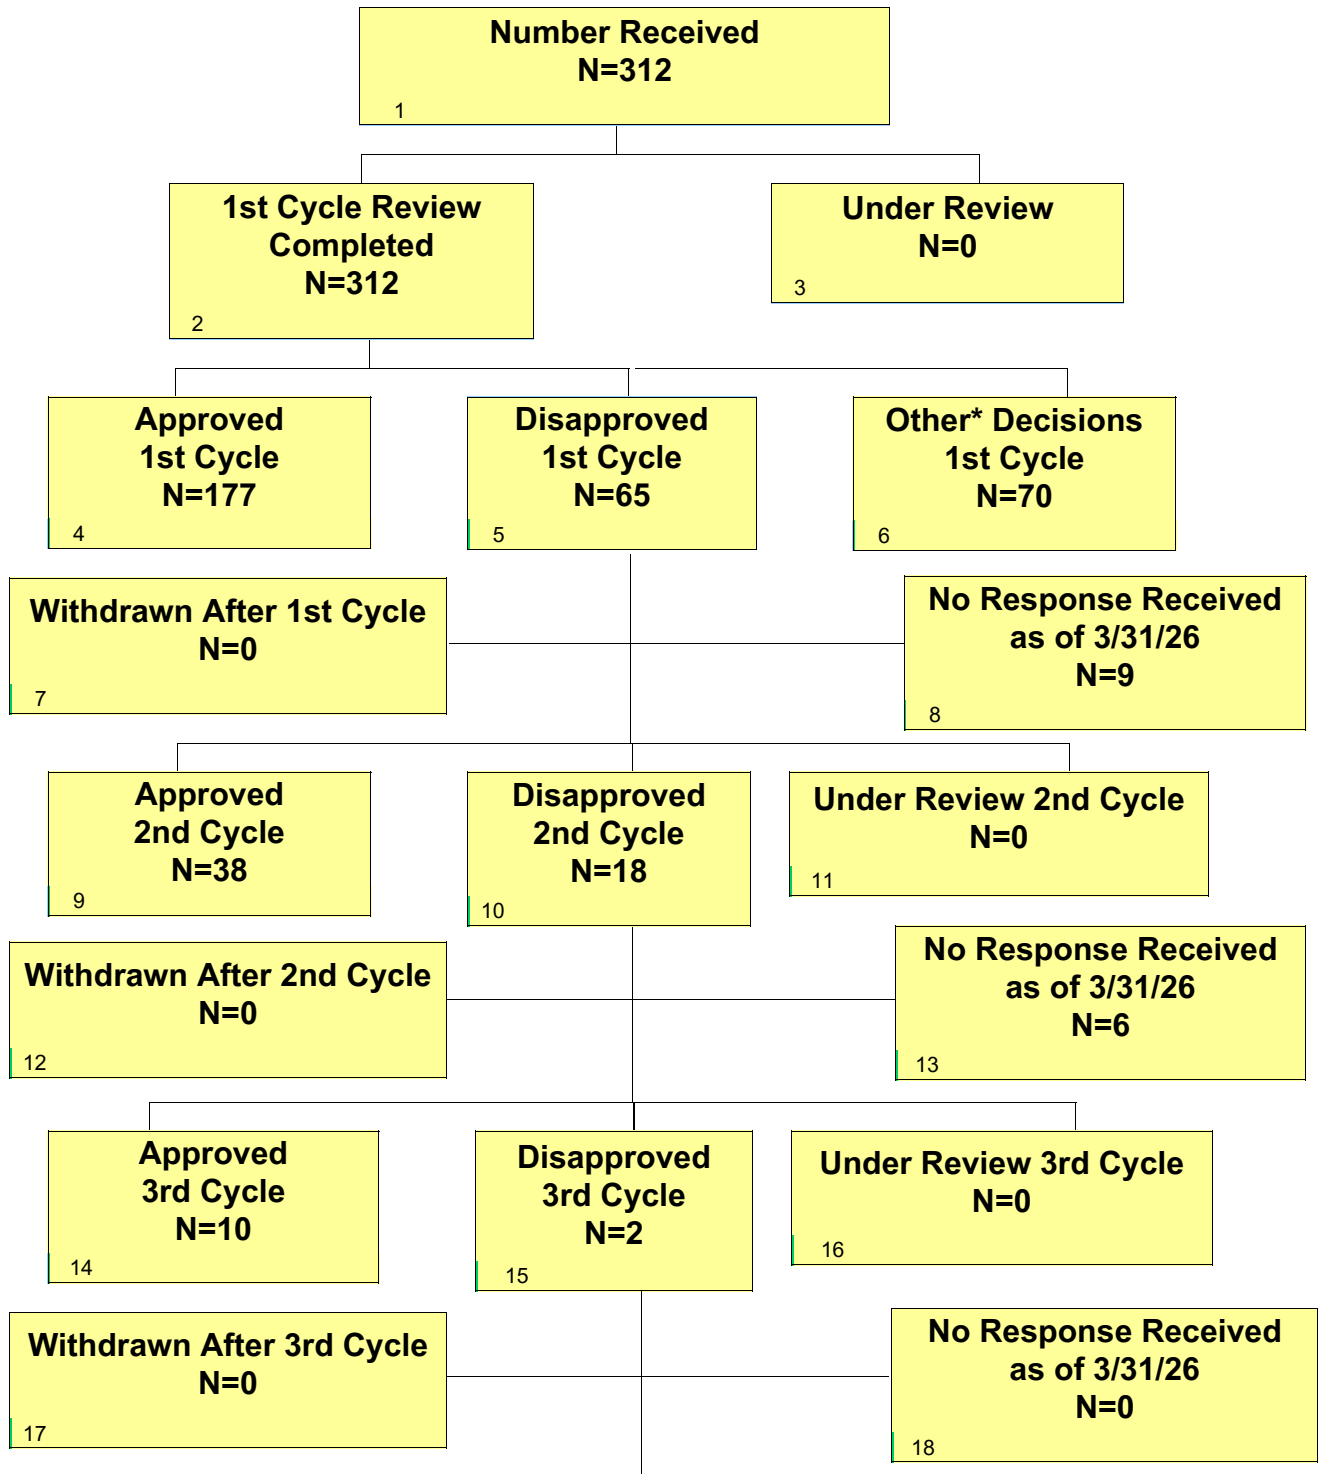 Number Received
N=312
1
1st Cycle Review
Completed
N=312
2
Under Review
N=0
3
Approved
1st Cycle
N=177
4
Disapproved
1st Cycle
N=65
5
Other* Decisions
1st Cycle
N=70
6
Withdrawn After 1st Cycle
N=0
7
No Response Received
as of 3/31/26
N=9
8
Approved
2nd Cycle
N=38
9
Disapproved
2nd Cycle
N=18
10
Under Review 2nd Cycle
N=0
11
Withdrawn After 2nd Cycle
N=0
12
No Response Received
as of 3/31/26
N=6
13
Approved
3rd Cycle
N=10
14
Disapproved
3rd Cycle
N=2
15
Under Review 3rd Cycle
N=0
16
Withdrawn After 3rd Cycle
N=0
17
No Response Received
as of 3/31/26
N=0
18